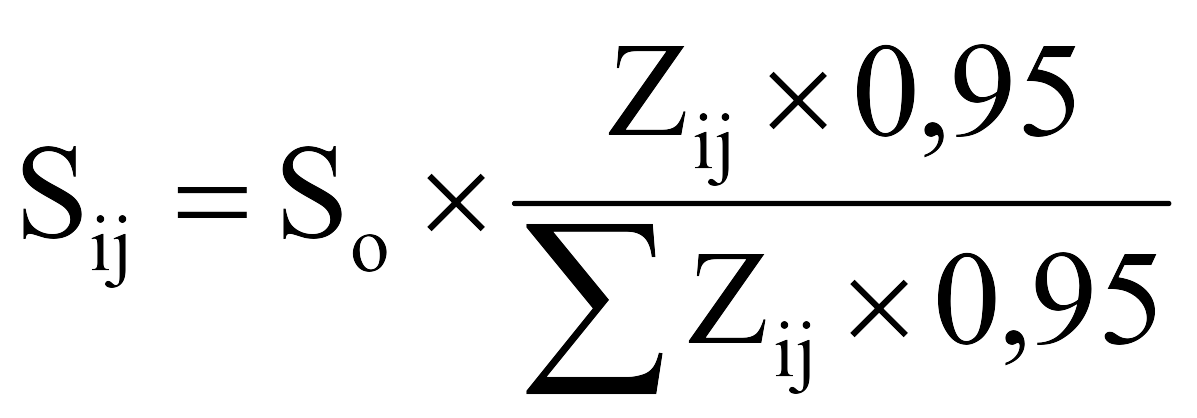 S_ij = S_o × (Z_ij × 0,95) / (∑ Z_ij × 0,95)